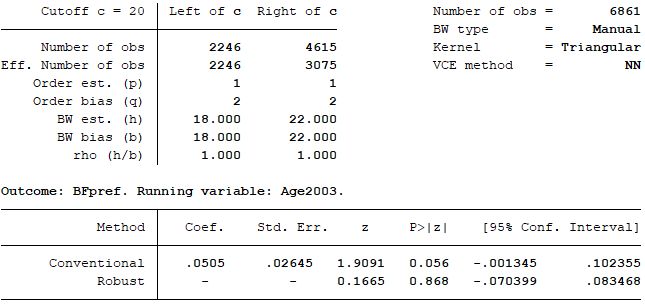 Cutoff c = 20 Left of c Right of c Number of obs = 6861
BW type = Manual
Number of obs 2246 4615 Kernel = Triangular
Eff. Number of obs 2246 3075 VCE method = NN
Order est. (p) 1 1
Order bias (q) 2 2
BW est. (h) 18.000 22.000
BW bias (b) 18.000 22.000
rho (h/b) 1.000 1.000
Outcome: BFpref. Running variable: Age2003.
Method Coef. Std. Err. z P>|z| [95% Conf. Interval]
Conventional .0505 .02645 1.9091 0.056 -.001345 .102355
Robust - - 0.1665 0.868 -.070399 .083468